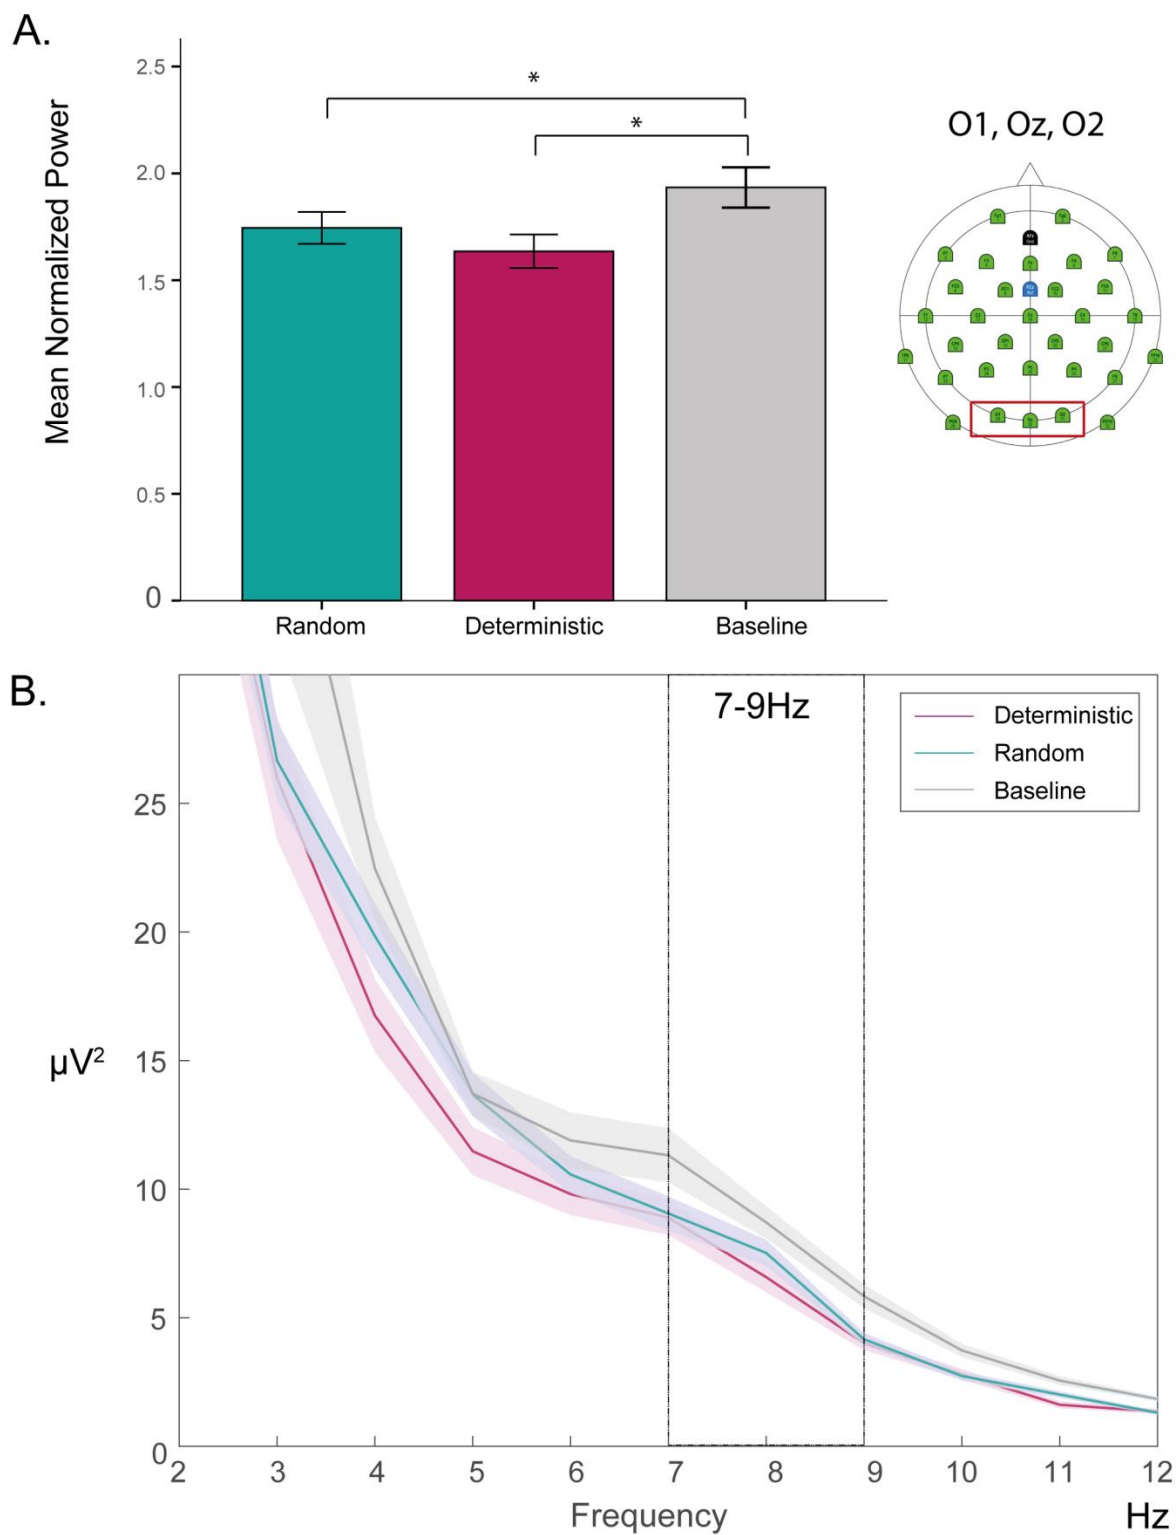 A.
Mean Normalized Power
2.5
2.0
1.5
1.0
0.5
0
*
*
Random
Deterministic
Baseline
O1, Oz, O2
B.
7-9Hz
Deterministic
Random
Baseline
µV²
25
20
15
10
5
0
2 3 4 5 6 7 8 9 10 11 12
Frequency
Hz